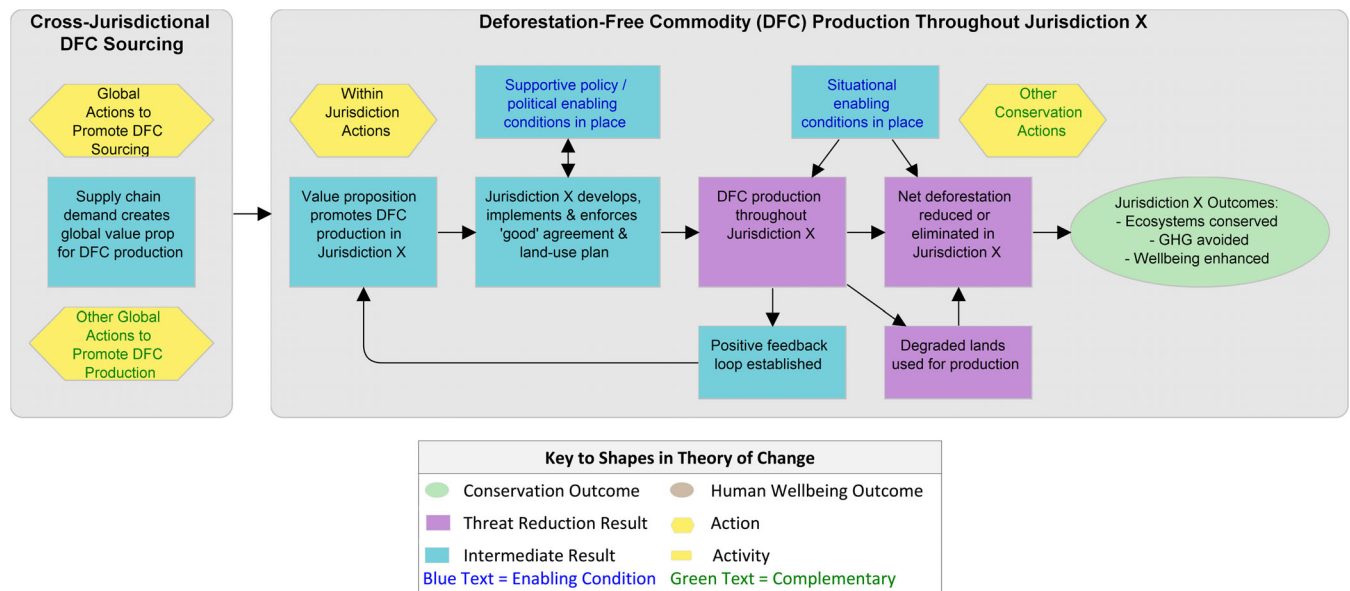 Cross-Jurisdictional
DFC Sourcing
Global
Actions to
Promote DFC
Sourcing
Supply chain
demand creates
global value prop
for DFC production
Other Global
Actions to
Promote DFC
Production
Deforestation-Free Commodity (DFC) Production Throughout Jurisdiction X
Within
Jurisdiction
Actions
Supportive policy /
political enabling
conditions in place
Situational
enabling
conditions in place
Other
Conservation
Actions
Value proposition
promotes DFC
production in
Jurisdiction X
Jurisdiction X develops,
implements & enforces
'good' agreement &
land-use plan
DFC production
throughout
Jurisdiction X
Net deforestation
reduced or
eliminated in
Jurisdiction X
Jurisdiction X Outcomes:
- Ecosystems conserved
- GHG avoided
- Wellbeing enhanced
Positive feedback
loop established
Degraded lands
used for production
Key to Shapes in Theory of Change
Conservation Outcome
Human Wellbeing Outcome
Threat Reduction Result
Action
Intermediate Result
Activity
Blue Text = Enabling Condition
Green Text = Complementary